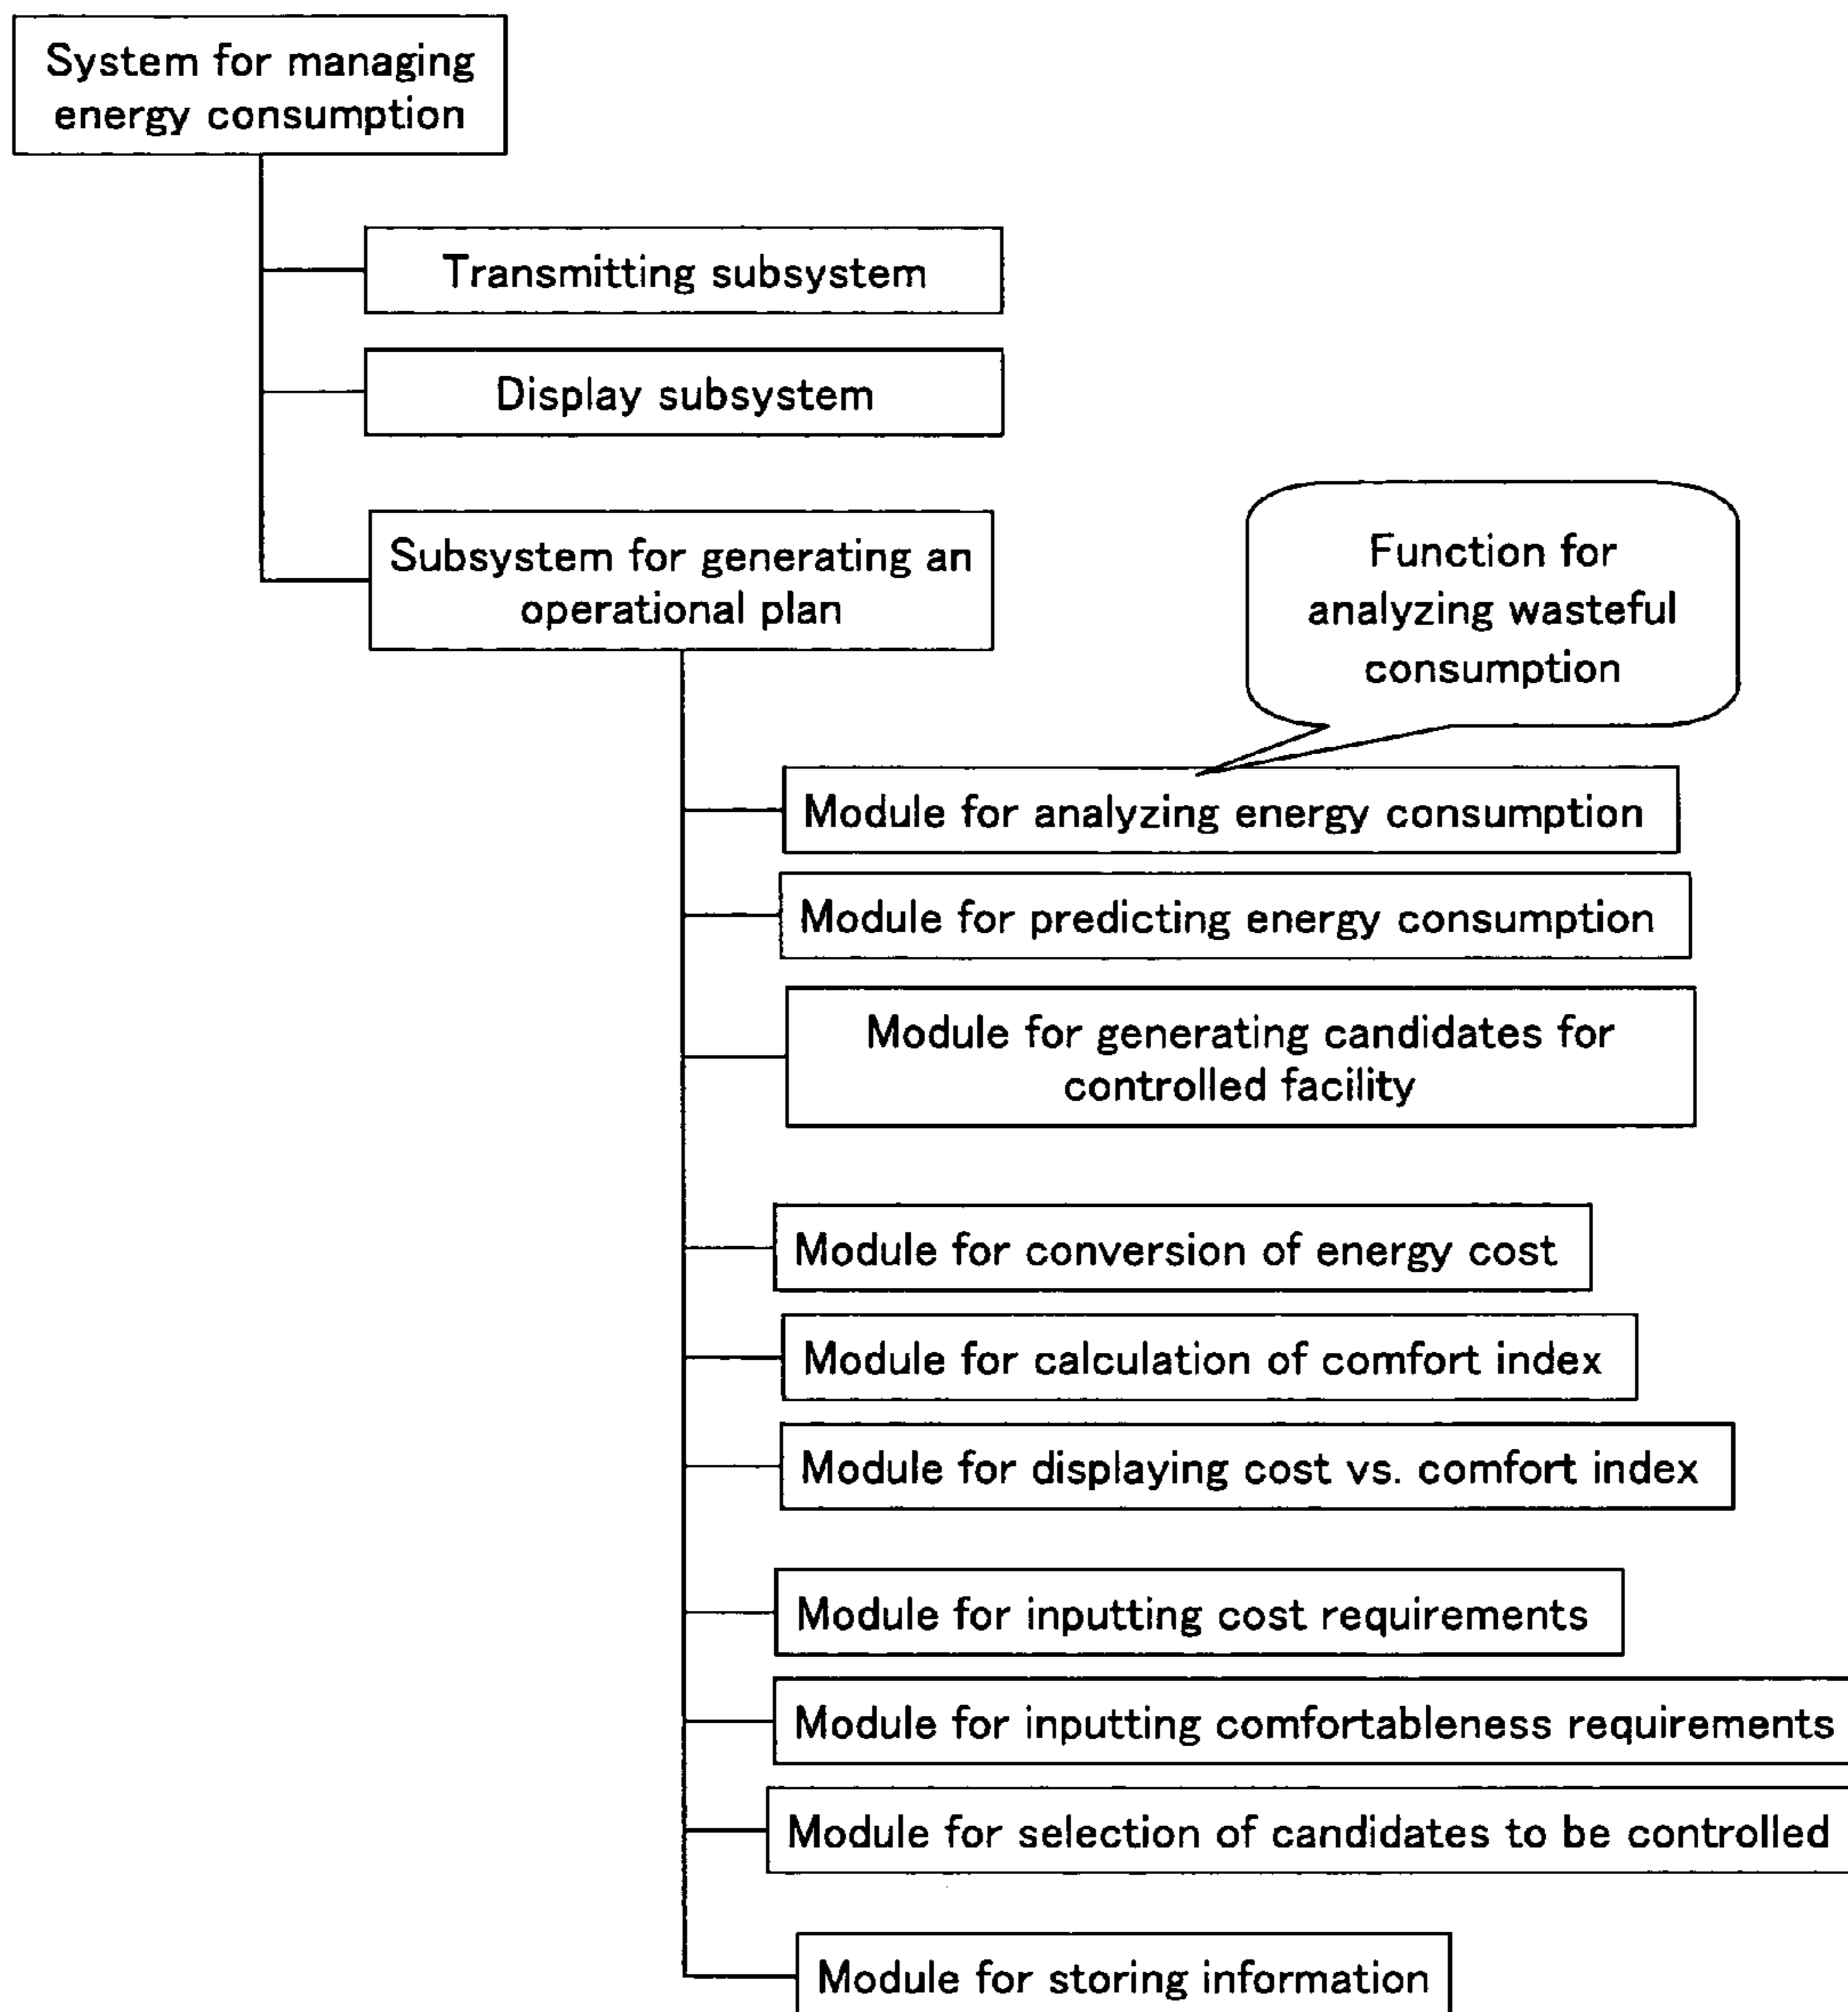 System for managing
energy consumption
Transmitting subsystem
Display subsystem
Subsystem for generating an
operational plan
Function for
analyzing wasteful
consumption
Module for analyzing energy consumption
Module for predicting energy consumption
Module for generating candidates for
controlled facility
Module for conversion of energy cost
Module for calculation of comfort index
Module for displaying cost vs. comfort index
Module for inputting cost requirements
Module for inputting comfortableness requirements
Module for selection of candidates to be controlled
Module for storing information